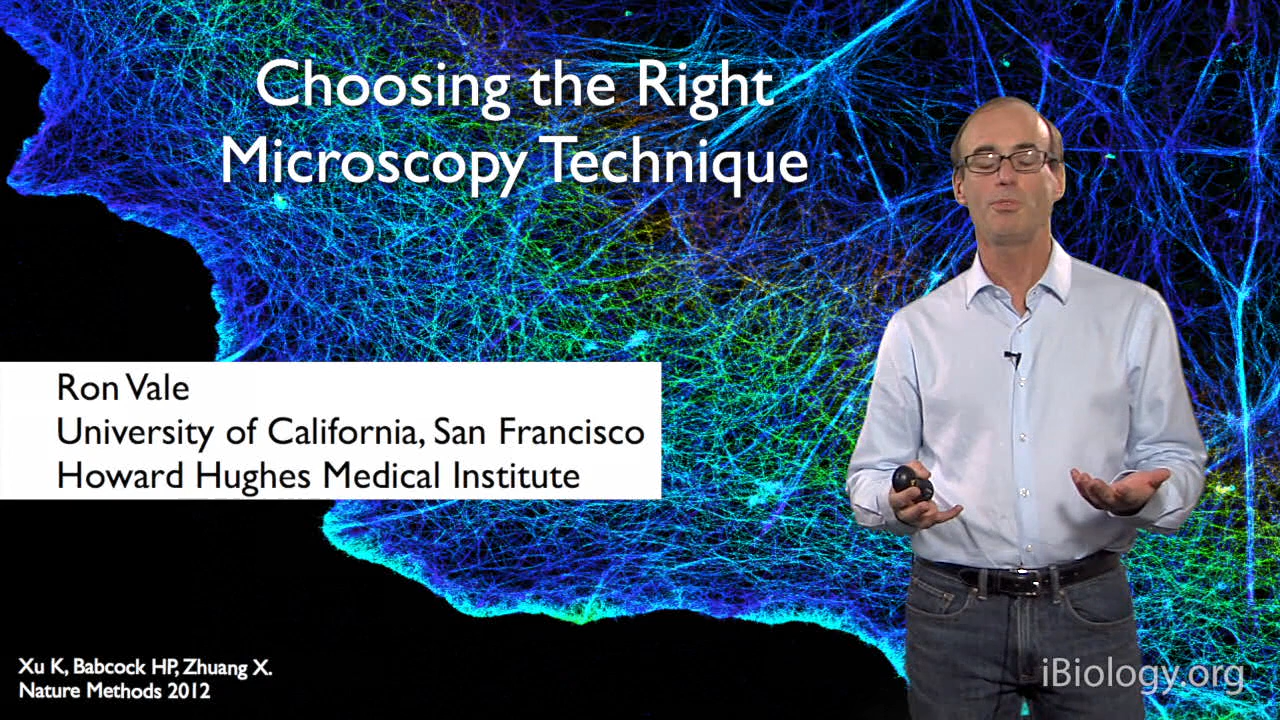 Choosing the Right
Microscopy Technique
Ron Vale
University of California, San Francisco
Howard Hughes Medical Institute
Xu K, Babcock HP, Zhuang X.
Nature Methods 2012
iBiology.org